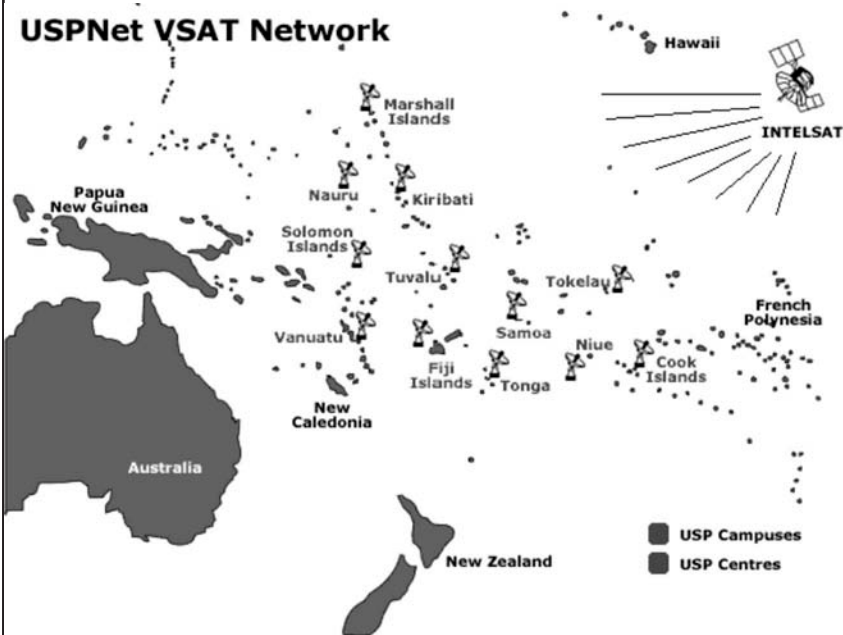 USPNet VSAT Network
Hawaii
INTELSAT
Marshall
Islands
Nauru
Kiribati
Papua
New Guinea
Solomon
Islands
Tuvalu
Tokelau
French
Polynesia
Vanuatu
Samoa
Niue
Fiji
Islands
Tonga
Cook
Islands
New
Caledonia
Australia
New Zealand
USP Campuses
USP Centres